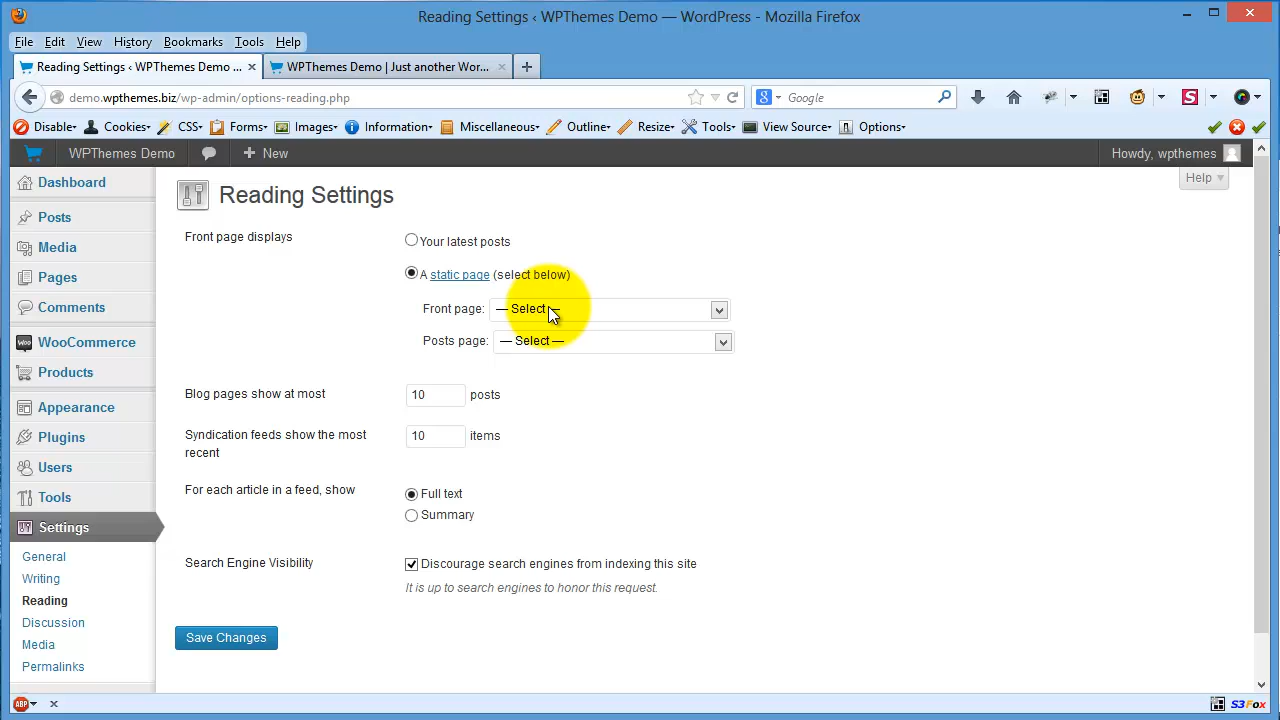 Reading Settings ‹ WPThemes Demo — WordPress - Mozilla Firefox
File Edit View History Bookmarks Tools Help
Reading Settings ‹ WPThemes Demo ... × WPThemes Demo | Just another Wor... × +
demo.wpthemes.biz/wp-admin/options-reading.php Google
Disable Cookies CSS Forms Images Information Miscellaneous Outline Resize Tools View Source Options
WPThemes Demo + New Howdy, wpthemes
Help
Dashboard
Posts
Media
Pages
Comments
WooCommerce
Products
Appearance
Plugins
Users
Tools
Settings
General
Writing
Reading
Discussion
Media
Permalinks
Reading Settings
Front page displays
Your latest posts
A static page (select below)
Front page: — Select —
Posts page: — Select —
Blog pages show at most 10 posts
Syndication feeds show the most
recent
10 items
For each article in a feed, show
Full text
Summary
Search Engine Visibility
Discourage search engines from indexing this site
It is up to search engines to honor this request.
Save Changes
ABP × S3Fox